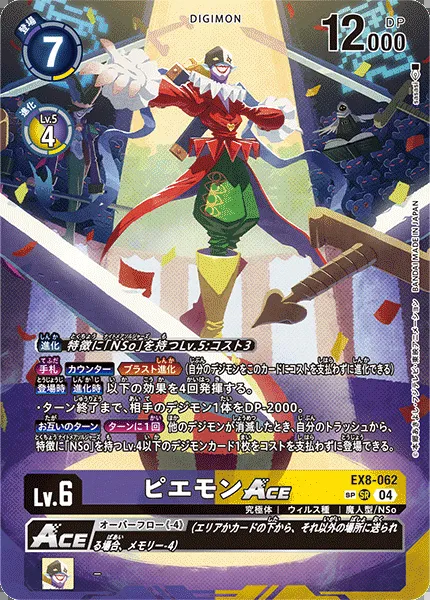 DIGIMON
登場
7
進化
Lv.5
4
DP
12000
BANDAI MADE IN JAPAN
進化 特徴に「NSo」を持つLv.5:コスト3
手札 カウンター ブラスト進化 (自分のデジモンをこのカードにコストを支払わずに進化できる)
登場時 進化時 以下の効果を4回発揮する。
・ターン終了まで、相手のデジモン1体をDP-2000。
お互いのターン ターンに1回 他のデジモンが消滅したとき、自分のトラッシュから、
特徴に「NSo」を持つLv.4以下のデジモンカード1枚をコストを支払わずに登場できる。
EX8-062
Lv.6
ピエモンACE
SP SR 04
究極体 ウィルス種 魔人型/NSo
ACE
オーバーフロー《-4》 (エリアかカードの下から、それ以外の場所に送られ
る場合、メモリー-4)
-